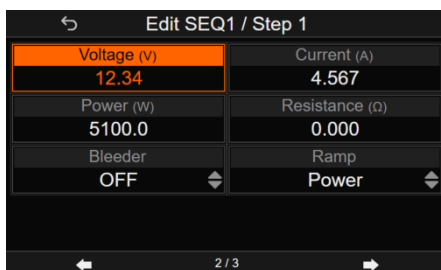 Edit SEQ1 / Step 1
Voltage (V) Current (A)
12.34 4.567
Power (W) Resistance (Ω)
5100.0 0.000
Bleeder Ramp
OFF Power
2 / 3